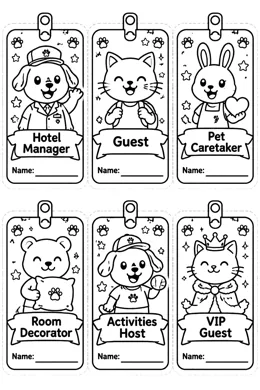 Hotel
Manager
Name:
Guest
Name:
Pet
Caretaker
Name:
Room
Decorator
Name:
Activities
Host
Name:
VIP
Guest
Name: